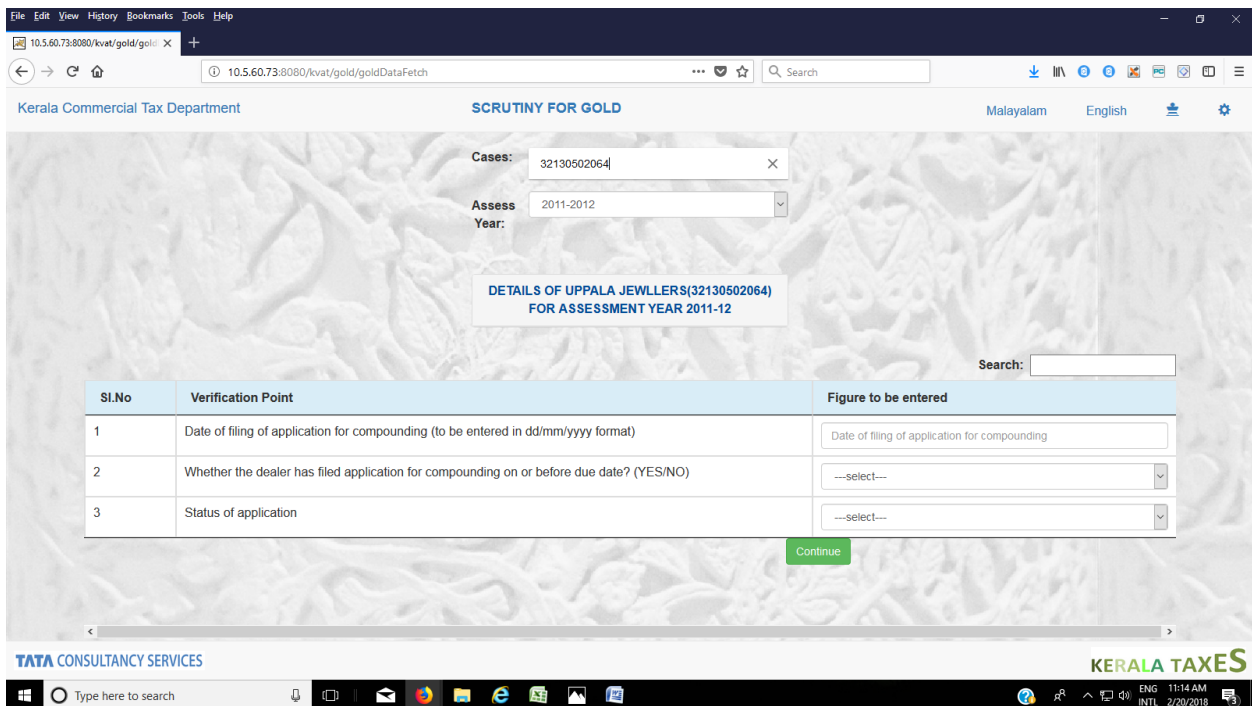 File Edit View History Bookmarks Tools Help
10.5.60.73:8080/kvat/gold/gold
10.5.60.73:8080/kvat/gold/goldDataFetch
Search
Kerala Commercial Tax Department
SCRUTINY FOR GOLD
Malayalam English
Cases: 32130502064
Assess Year: 2011-2012
DETAILS OF UPPALA JEWLLERS(32130502064)
FOR ASSESSMENT YEAR 2011-12
Search:
Sl.No Verification Point Figure to be entered
1 Date of filing of application for compounding (to be entered in dd/mm/yyyy format) Date of filing of application for compounding
2 Whether the dealer has filed application for compounding on or before due date? (YES/NO) ---select---
3 Status of application ---select---
Continue
TATA CONSULTANCY SERVICES
KERALA TAXES
Type here to search
ENG 11:14 AM
INTL 2/20/2018